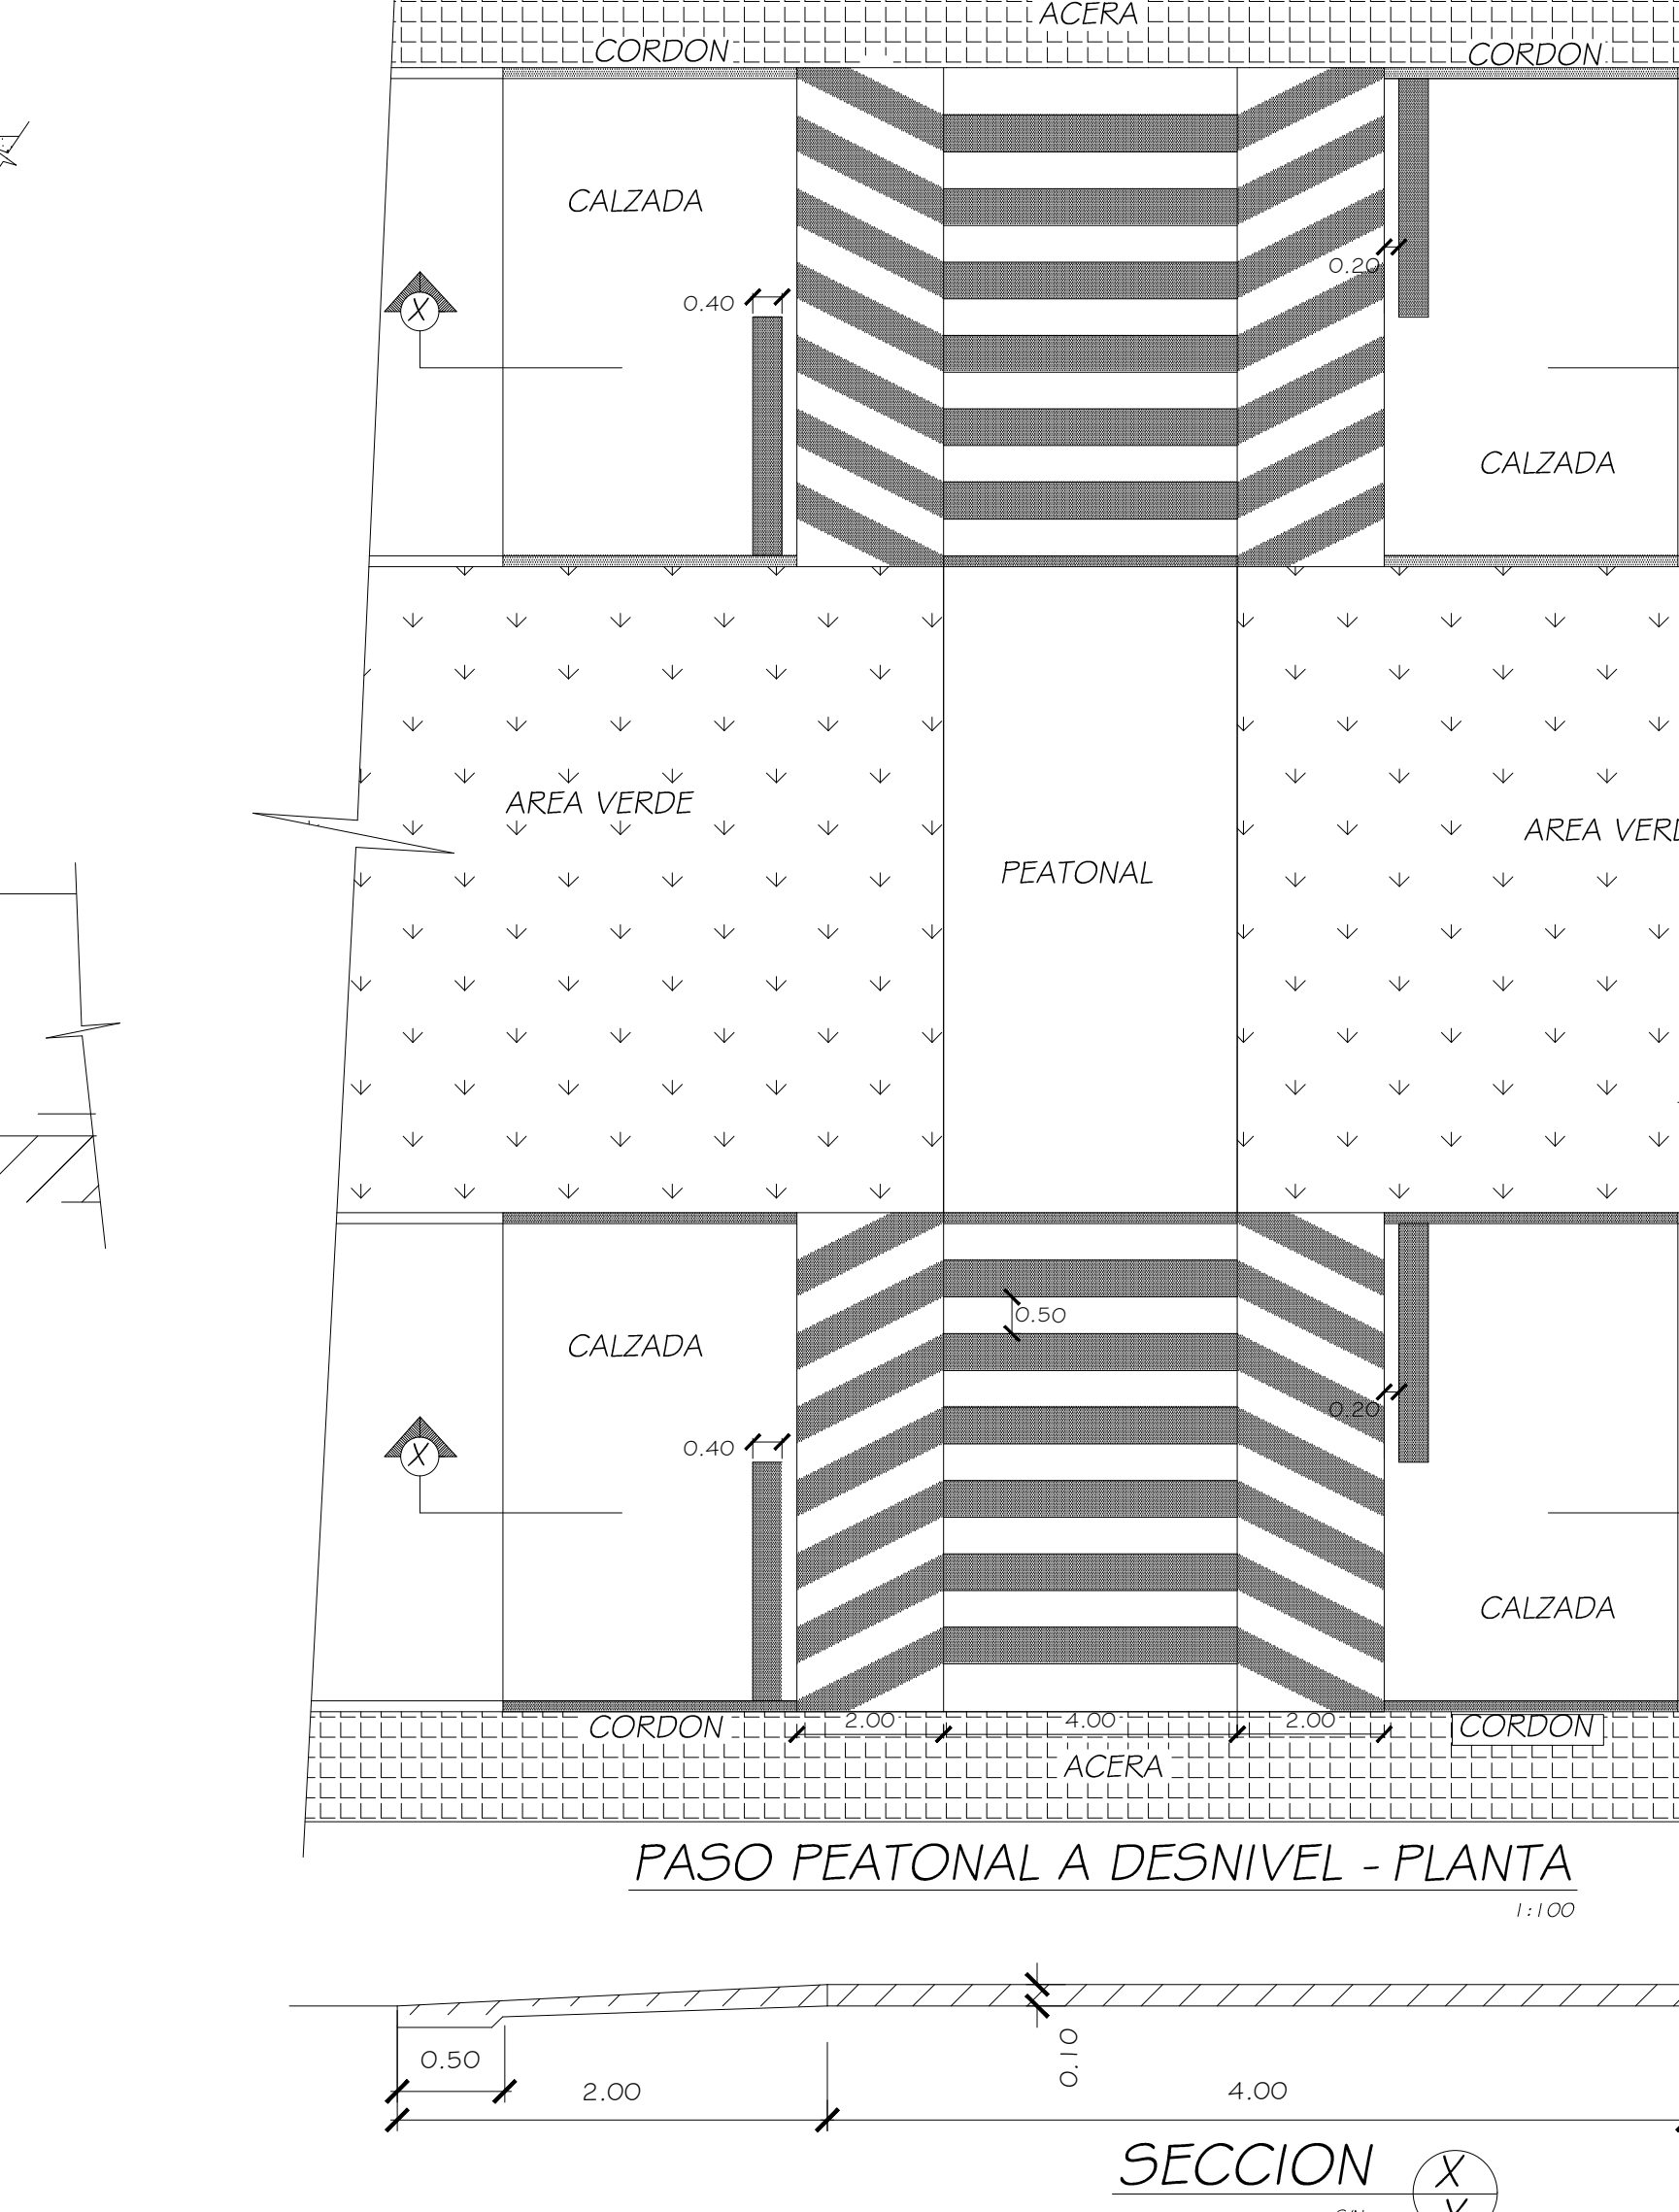 ACERA
CORDON
CORDON
CALZADA
0.20
X
0.40
CALZADA
AREA VERDE
AREA VERD
PEATONAL
0.50
CALZADA
0.20
X
0.40
CALZADA
CORDON
2.00
4.00
2.00
CORDON
ACERA
PASO PEATONAL A DESNIVEL - PLANTA
1:100
0.10
0.50
2.00
4.00
SECCION
X